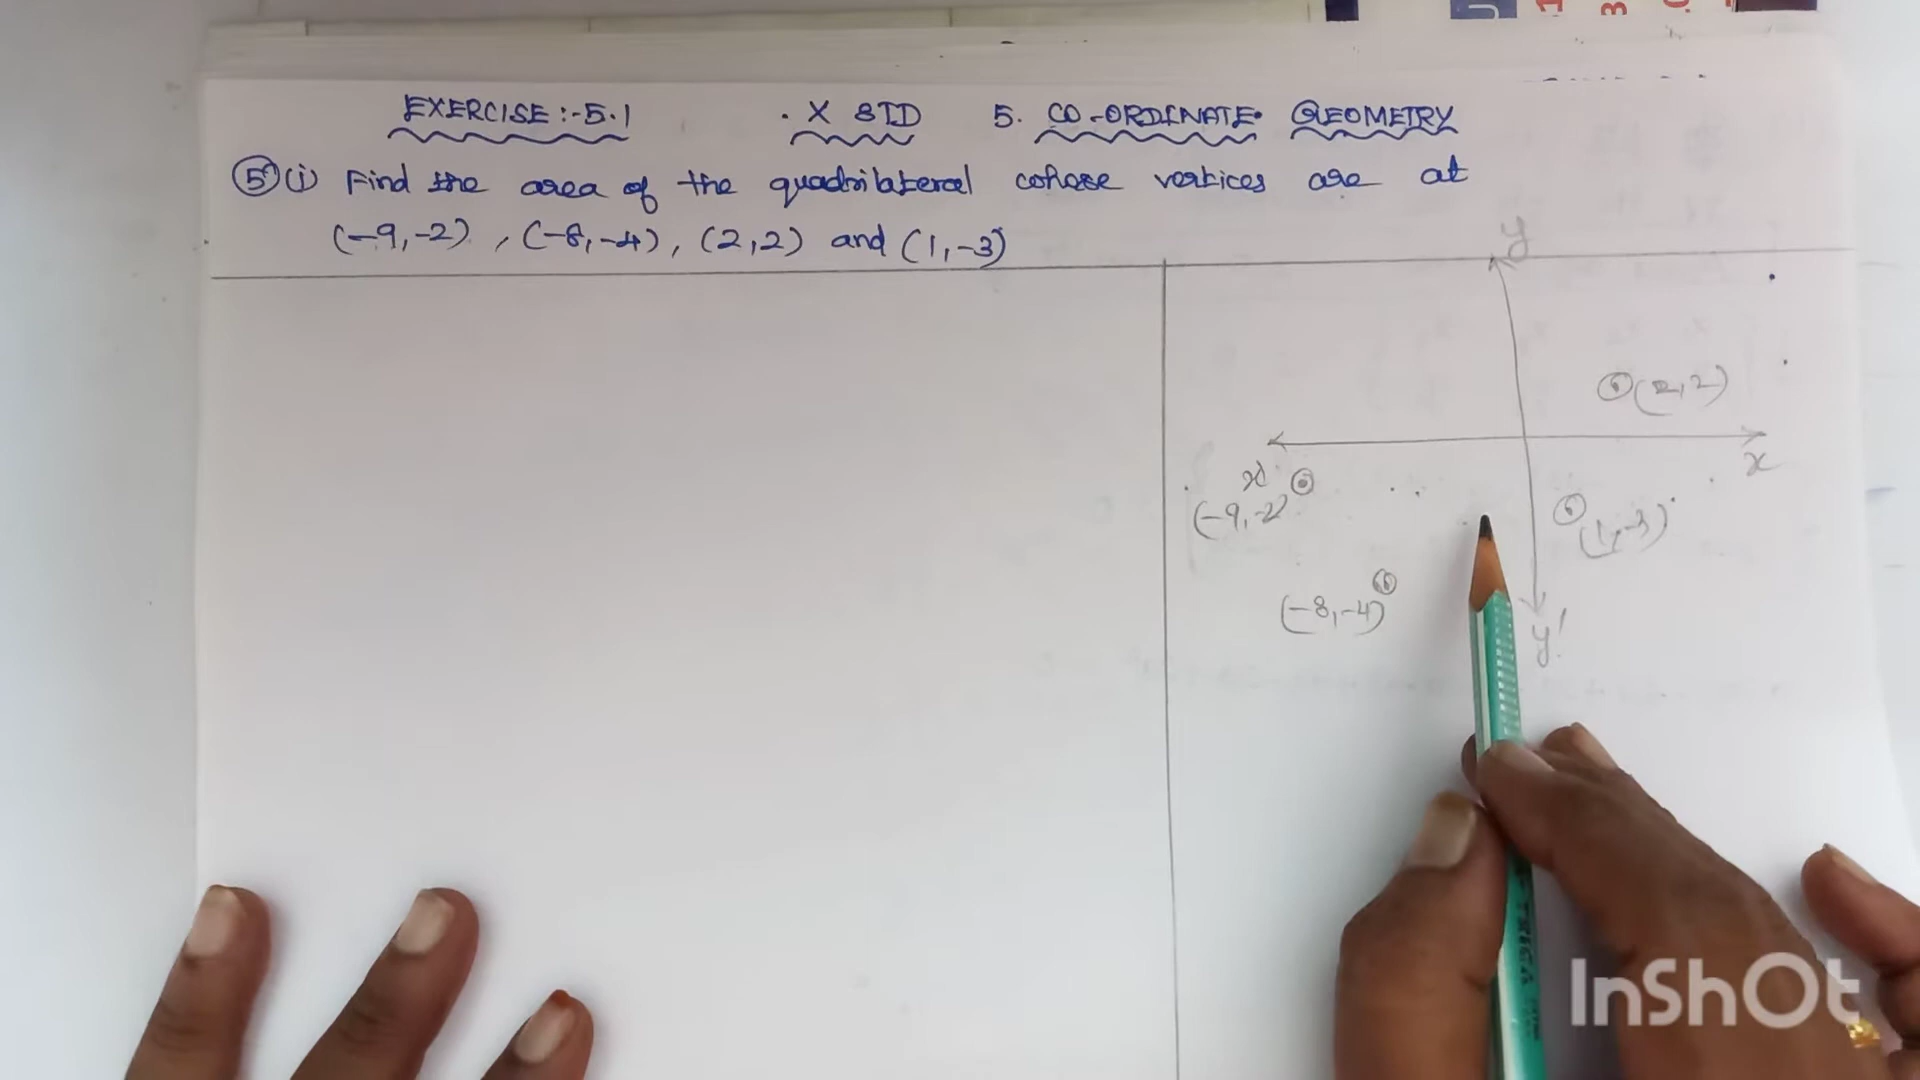 EXERCISE :- 5.1 X STD 5. CO-ORDINATE GEOMETRY
5 (i) Find the area of the quadrilateral whose vertices are at
(-9,-2), (-8,-4), (2,2) and (1,-3)
y
(2,2)
x' x
(-9,-2)
(1,-3)
(-8,-4)
y'
InShOt